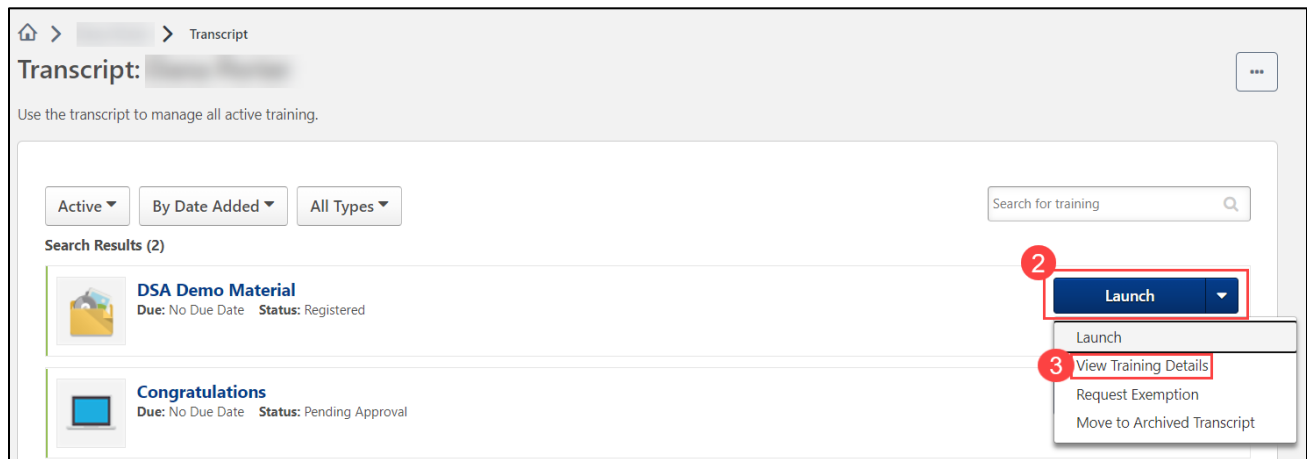 Transcript
Transcript:
...
Use the transcript to manage all active training.
Active By Date Added All Types Search for training
Search Results (2)
2
DSA Demo Material
Due: No Due Date Status: Registered
Launch
Launch
3 View Training Details
Request Exemption
Move to Archived Transcript
Congratulations
Due: No Due Date Status: Pending Approval